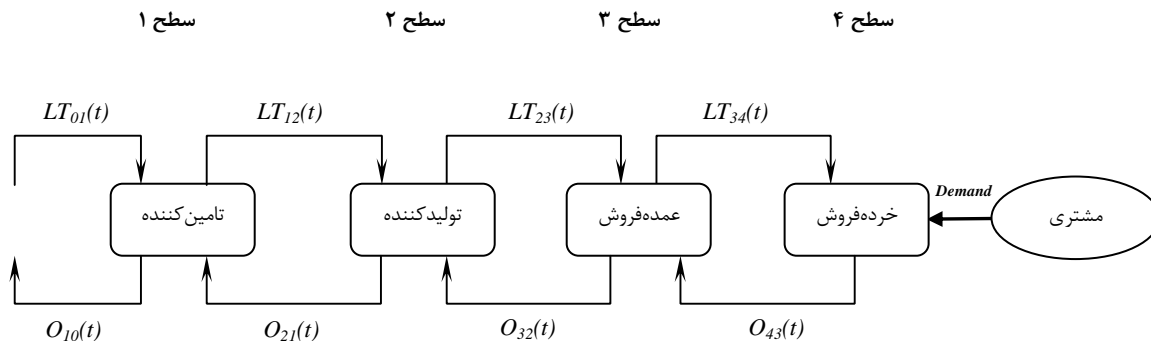 سطح ۱ سطح ۲ سطح ۳ سطح ۴
LT01(t) LT12(t) LT23(t) LT34(t)
Demand
تامین‌کننده تولیدکننده عمده‌فروش خرده‌فروش مشتری
O10(t) O21(t) O32(t) O43(t)